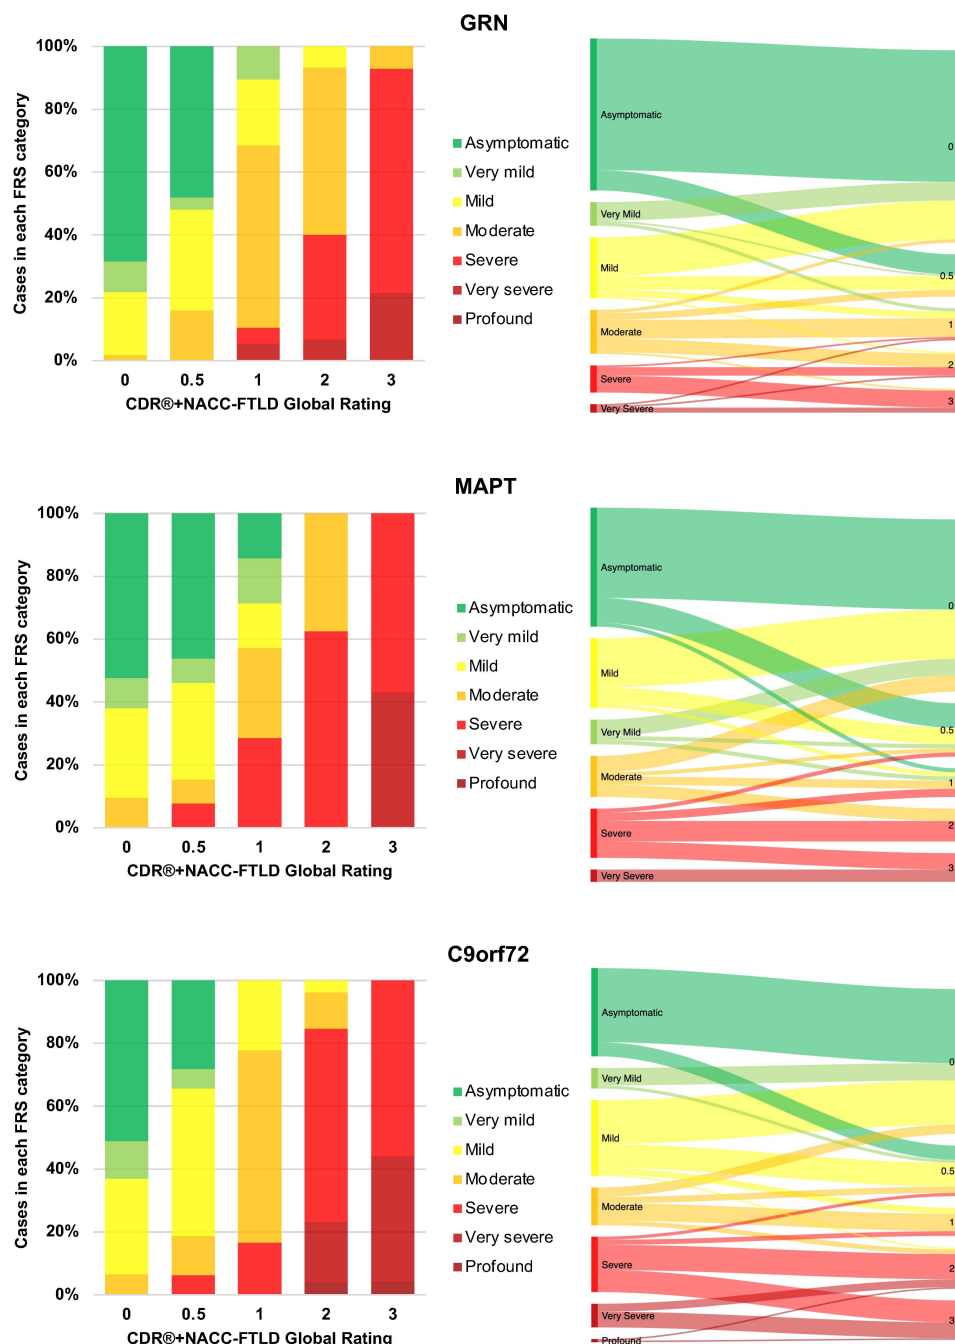 GRN
100%
80%
60%
40%
20%
0%
Cases in each FRS category
0 0.5 1 2 3
CDR®+NACC-FTLD Global Rating
Asymptomatic
Very mild
Mild
Moderate
Severe
Very severe
Profound
Asymptomatic
Very Mild
Mild
Moderate
Severe
Very Severe
0
0.5
1
2
3
MAPT
100%
80%
60%
40%
20%
0%
Cases in each FRS category
0 0.5 1 2 3
CDR®+NACC-FTLD Global Rating
Asymptomatic
Very mild
Mild
Moderate
Severe
Very severe
Profound
Asymptomatic
Mild
Very Mild
Moderate
Severe
Very Severe
0
0.5
1
2
3
C9orf72
100%
80%
60%
40%
20%
0%
Cases in each FRS category
0 0.5 1 2 3
CDR®+NACC-FTLD Global Rating
Asymptomatic
Very mild
Mild
Moderate
Severe
Very severe
Profound
Asymptomatic
Very Mild
Mild
Moderate
Severe
Very Severe
Profound
0
0.5
1
2
3